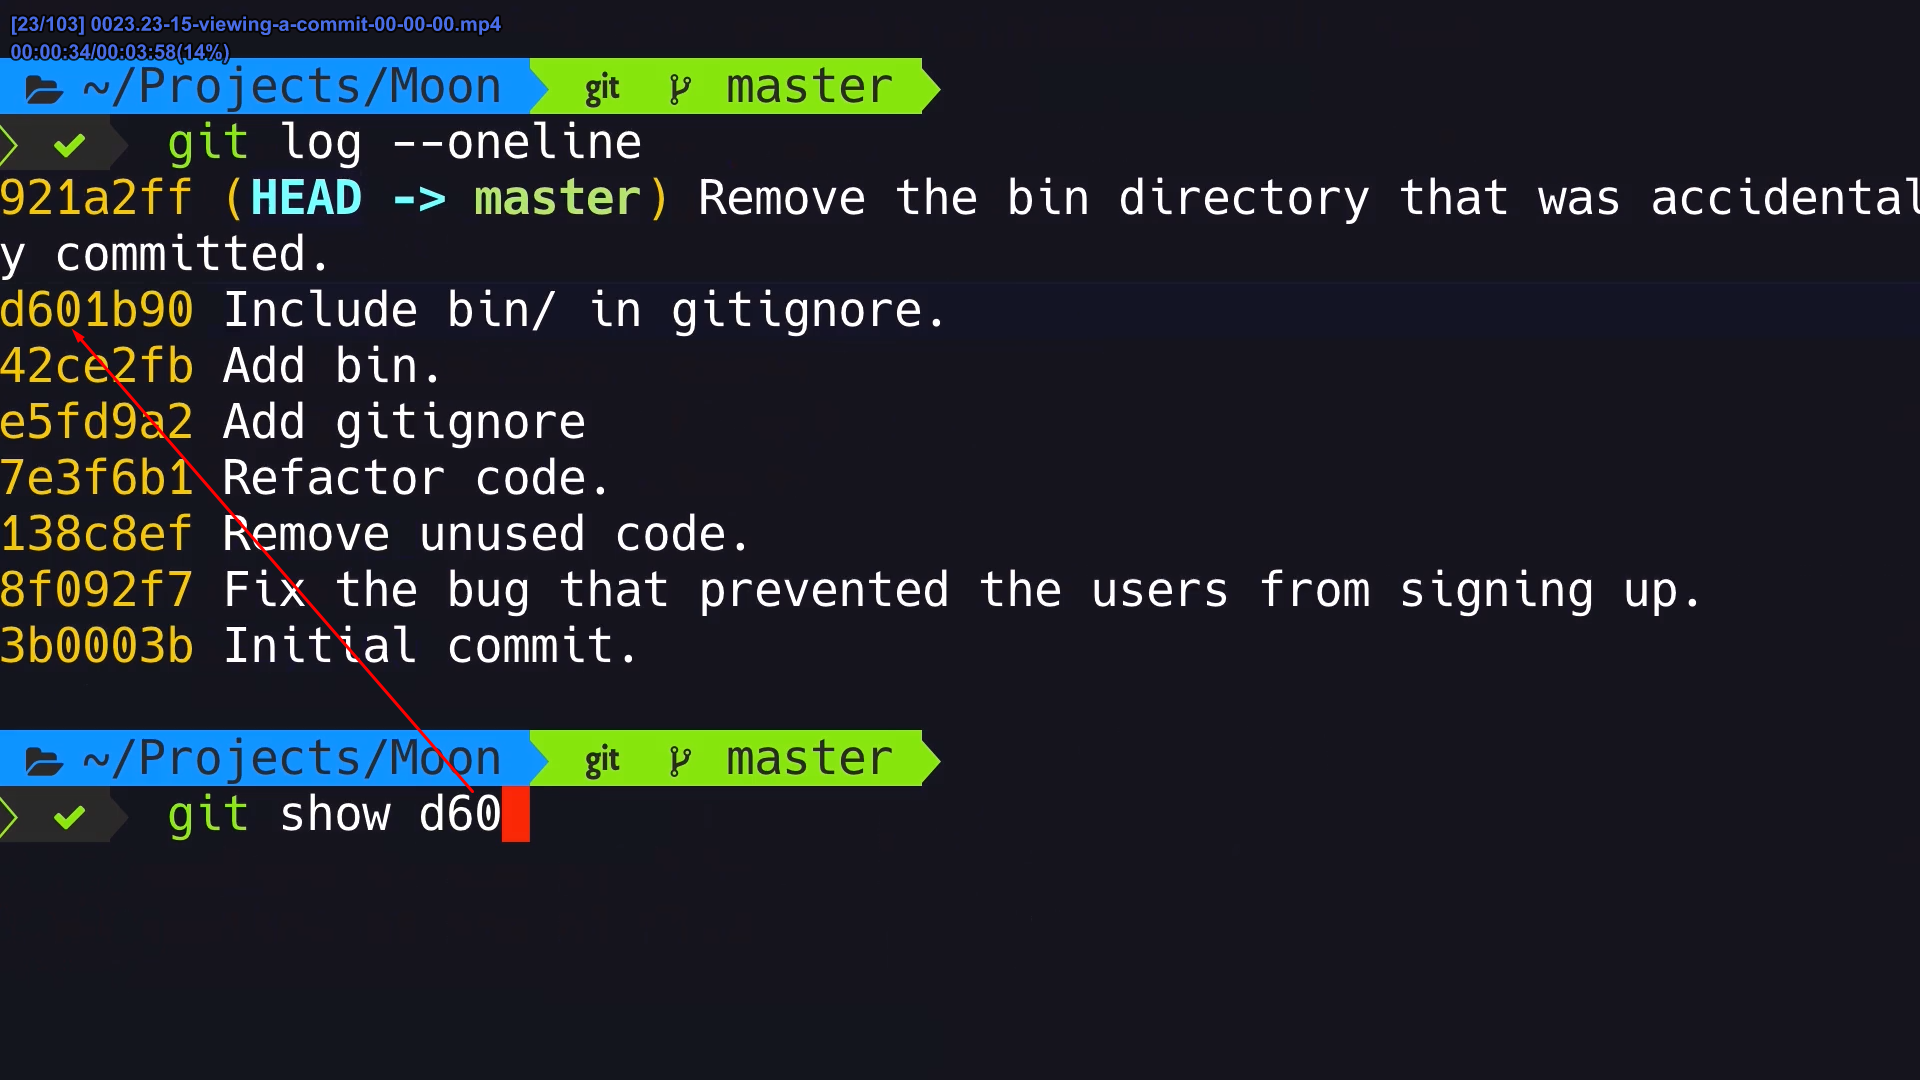 [23/103] 0023.23-15-viewing-a-commit-00-00-00.mp4
00:00:34/00:03:58(14%)
~/Projects/Moon git master
git log --oneline
921a2ff (HEAD -> master) Remove the bin directory that was accidental
y committed.
d601b90 Include bin/ in gitignore.
42ce2fb Add bin.
e5fd9a2 Add gitignore
7e3f6b1 Refactor code.
138c8ef Remove unused code.
8f092f7 Fix the bug that prevented the users from signing up.
3b0003b Initial commit.
~/Projects/Moon git master
git show d60